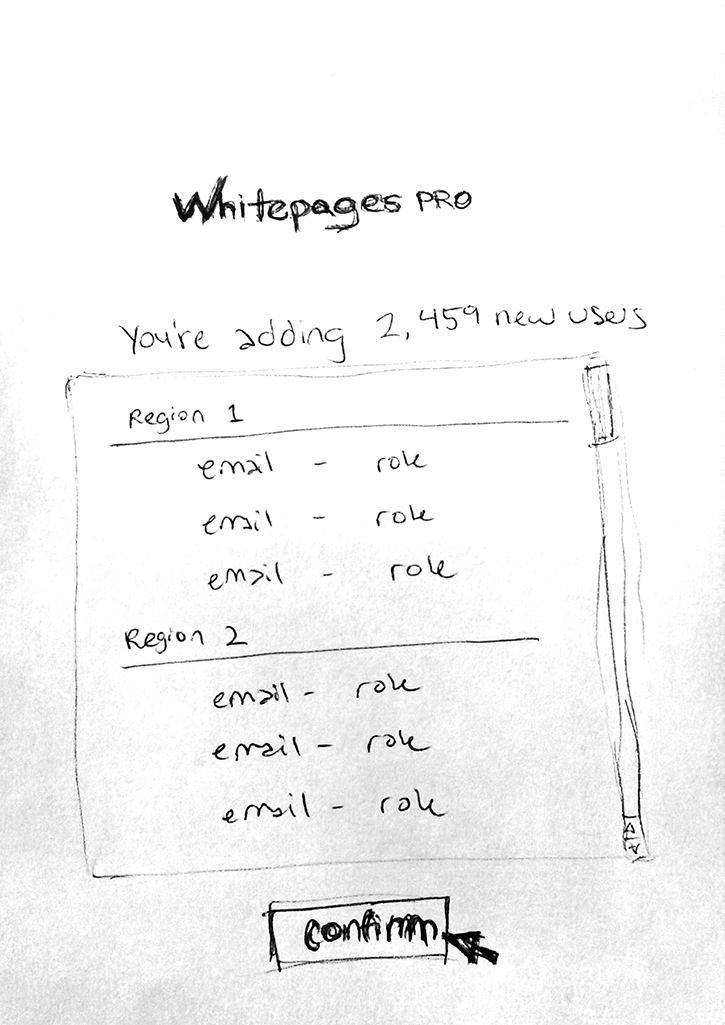 Whitepages PRO
You're adding 2,459 new users
Region 1
email - role
email - role
email - role
Region 2
email - role
email - role
email - role
confirm